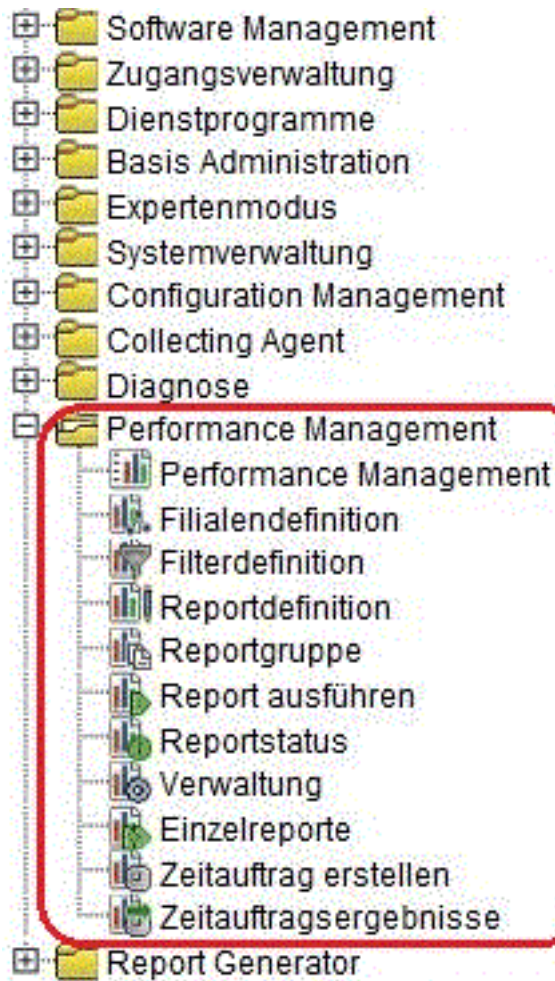 Software Management
Zugangsverwaltung
Dienstprogramme
Basis Administration
Expertenmodus
Systemverwaltung
Configuration Management
Collecting Agent
Diagnose
Performance Management
Performance Management
Filialendefinition
Filterdefinition
Reportdefinition
Reportgruppe
Report ausführen
Reportstatus
Verwaltung
Einzelreporte
Zeitauftrag erstellen
Zeitauftragsergebnisse
Report Generator